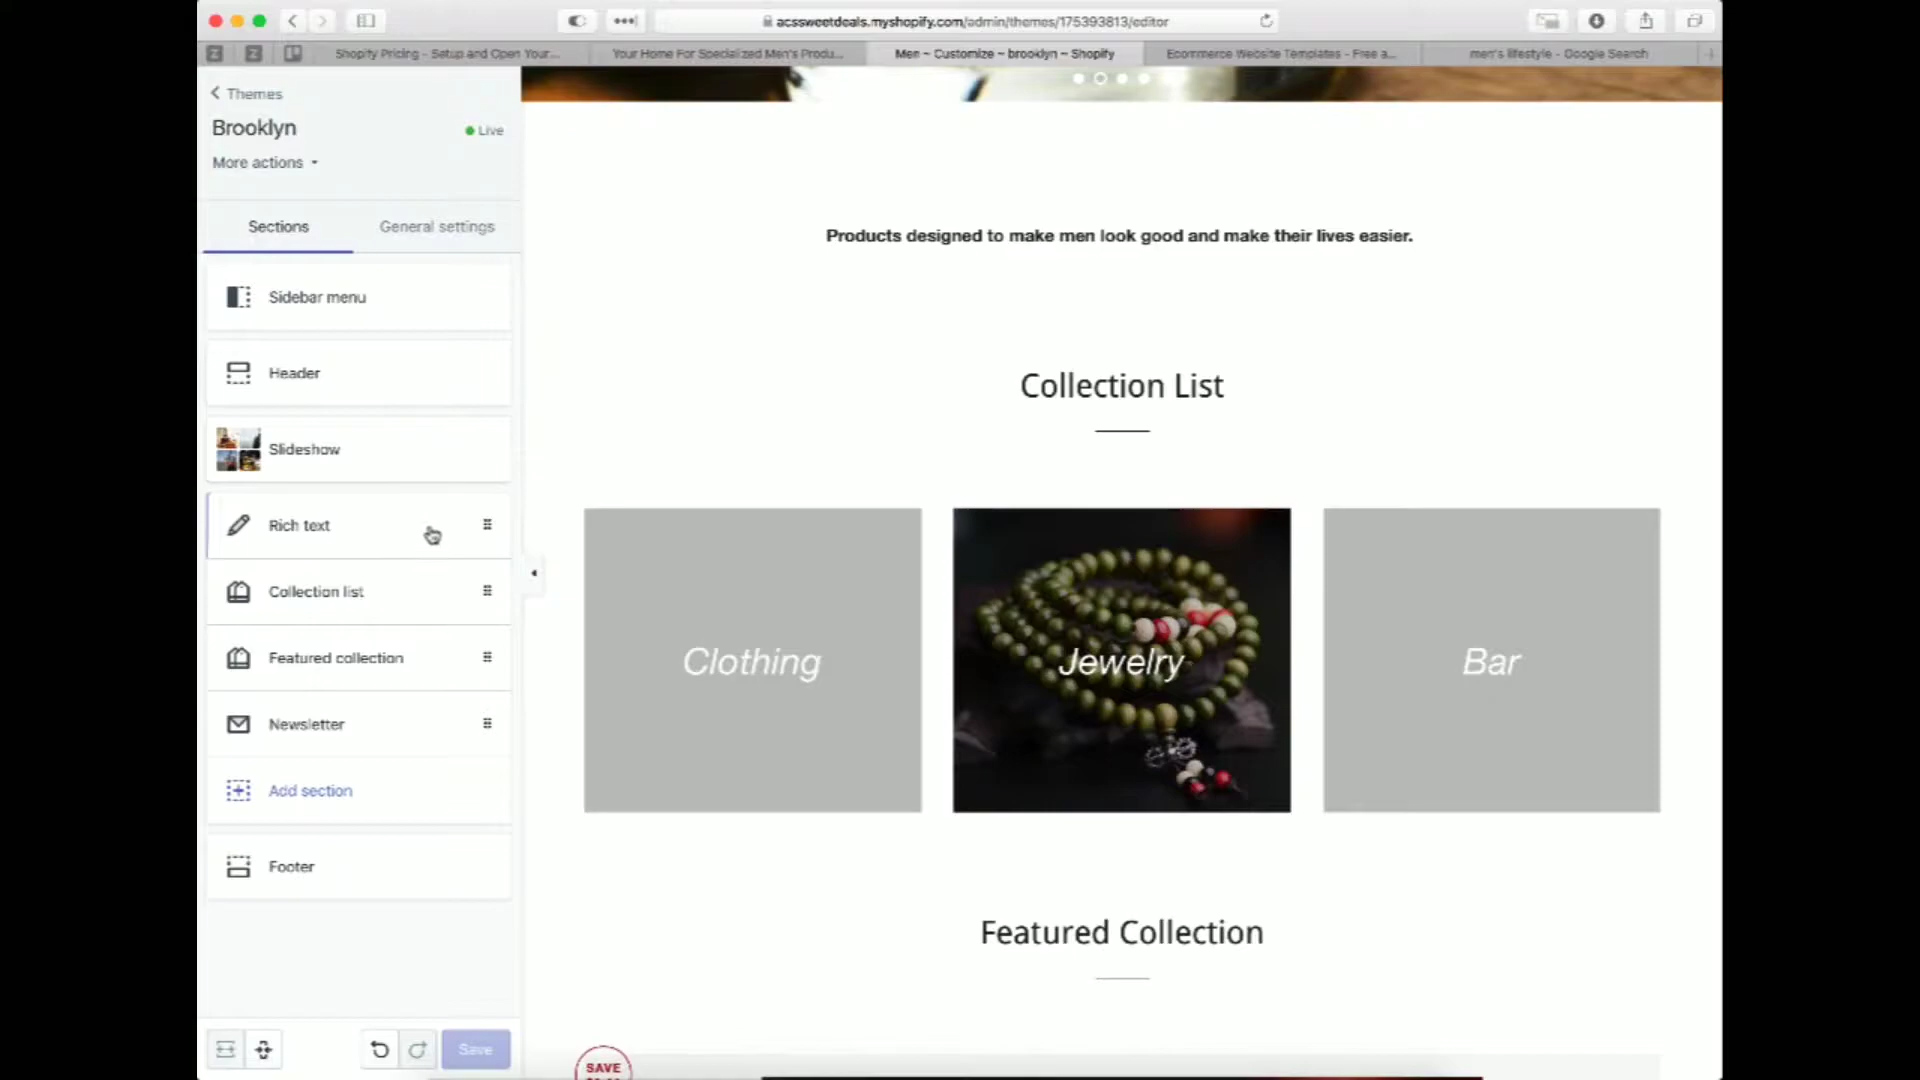 acssweetdeals.myshopify.com/admin/themes/175393813/editor
Shopify Pricing - Setup and Open Your...
Your Home For Specialized Men's Produ...
Men ~ Customize ~ brooklyn ~ Shopify
Ecommerce Website Templates - Free a...
men's lifestyle - Google Search
Themes
Brooklyn
Live
More actions
Sections
General settings
Sidebar menu
Header
Slideshow
Rich text
Collection list
Featured collection
Newsletter
Add section
Footer
Save
Products designed to make men look good and make their lives easier.
Collection List
Clothing
Jewelry
Bar
Featured Collection
SAVE